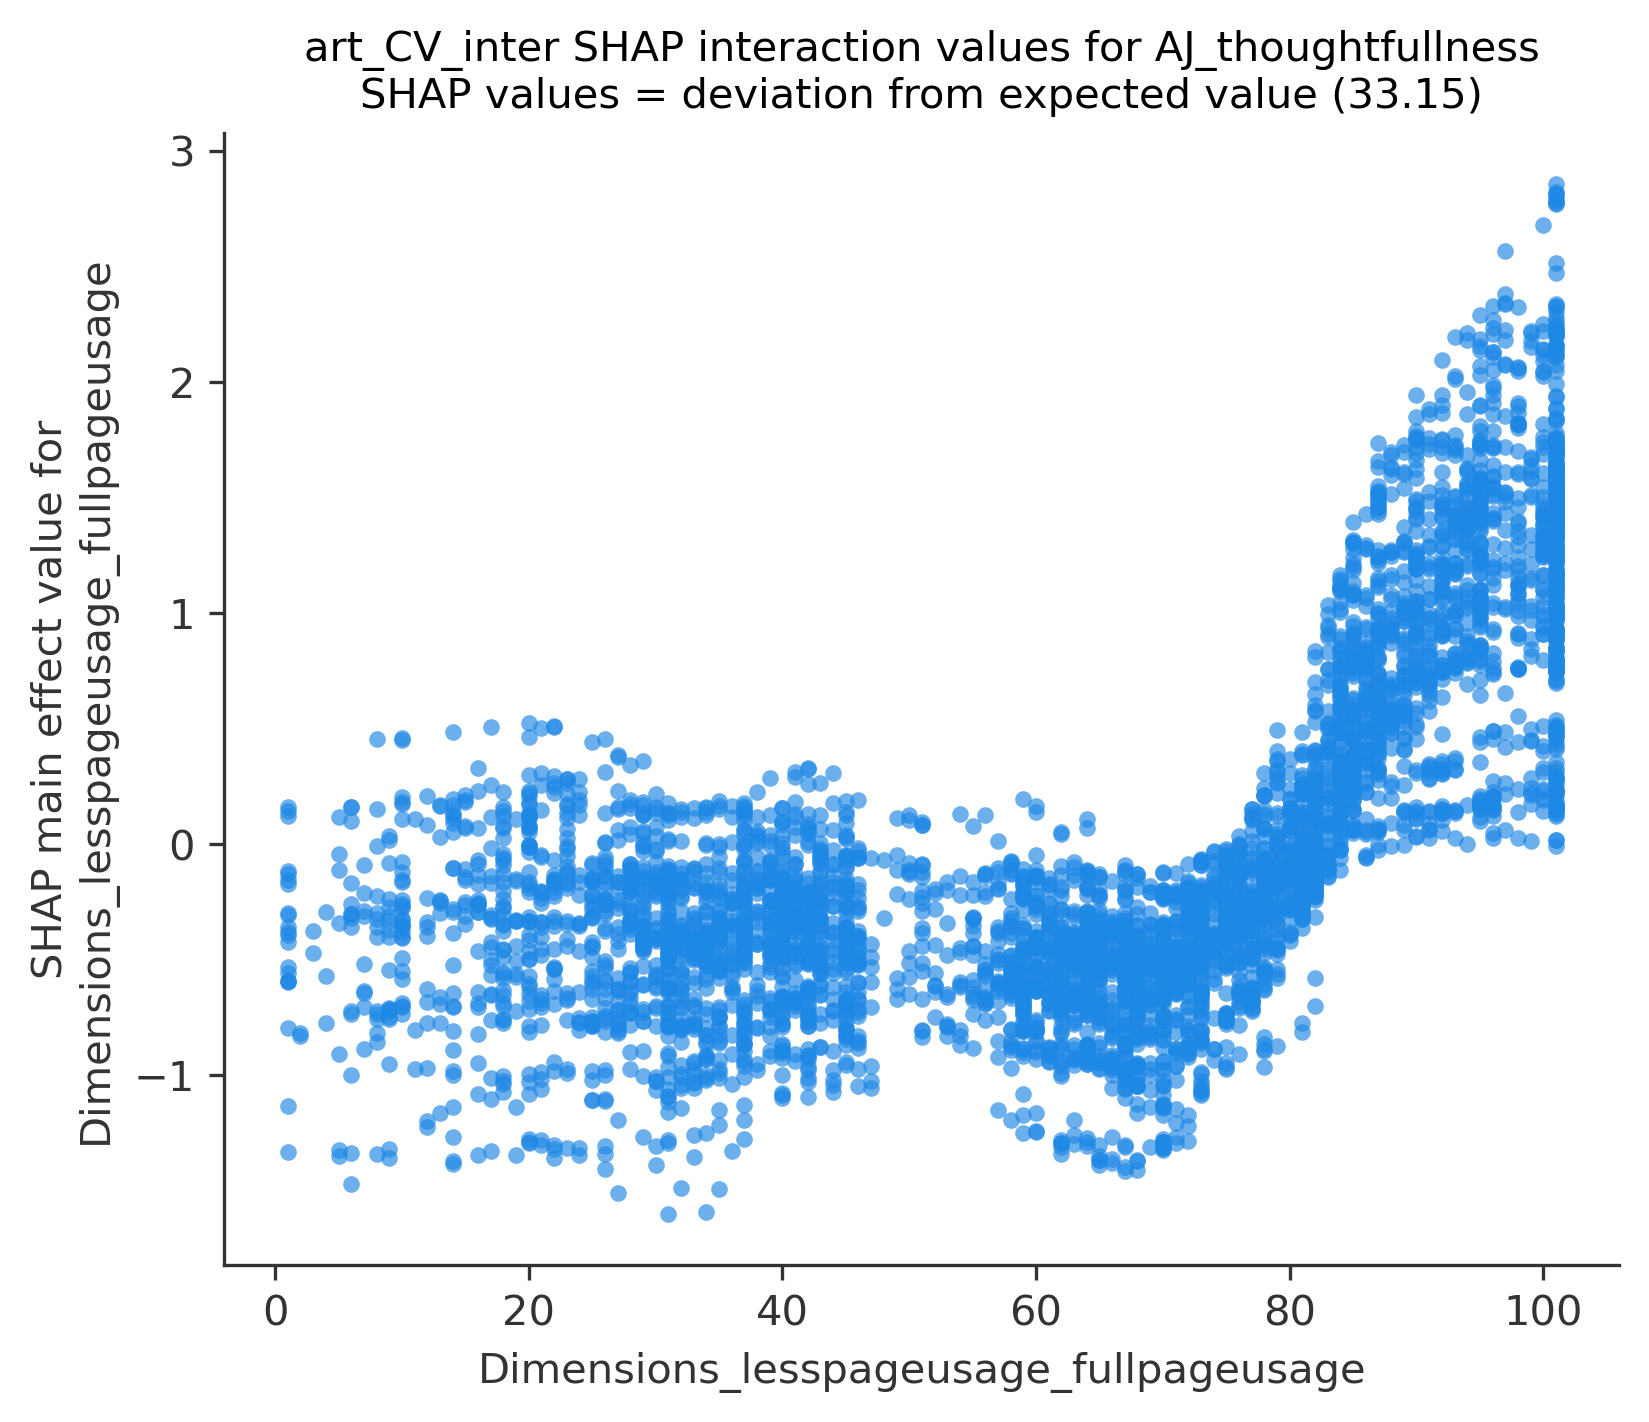 art_CV_inter SHAP interaction values for AJ_thoughtfullness
SHAP values = deviation from expected value (33.15)
SHAP main effect value for
Dimensions_lesspageusage_fullpageusage
3
2
1
0
−1
0
20
40
60
80
100
Dimensions_lesspageusage_fullpageusage